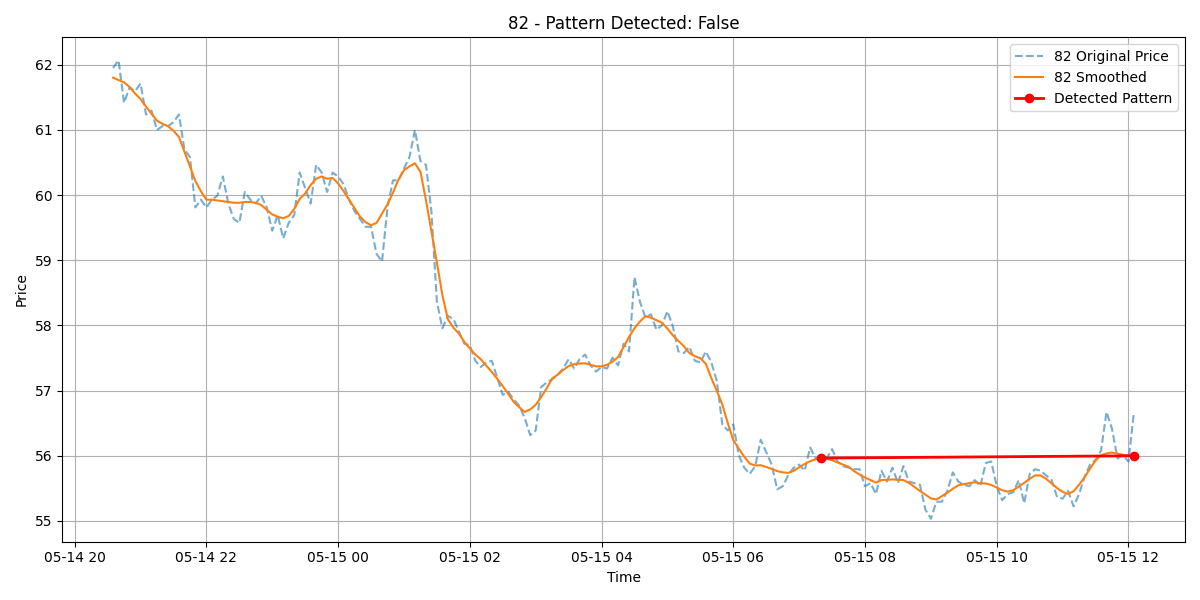 82 - Pattern Detected: False
82 Original Price
82 Smoothed
Detected Pattern
Price
62
61
60
59
58
57
56
55
05-14 20
05-14 22
05-15 00
05-15 02
05-15 04
05-15 06
05-15 08
05-15 10
05-15 12
Time